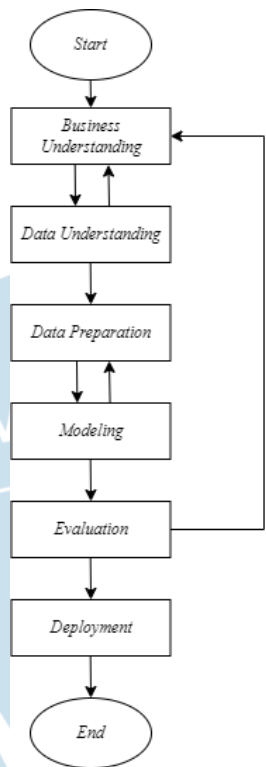 Start
Business
Understanding
Data Understanding
Data Preparation
Modeling
Evaluation
Deployment
End